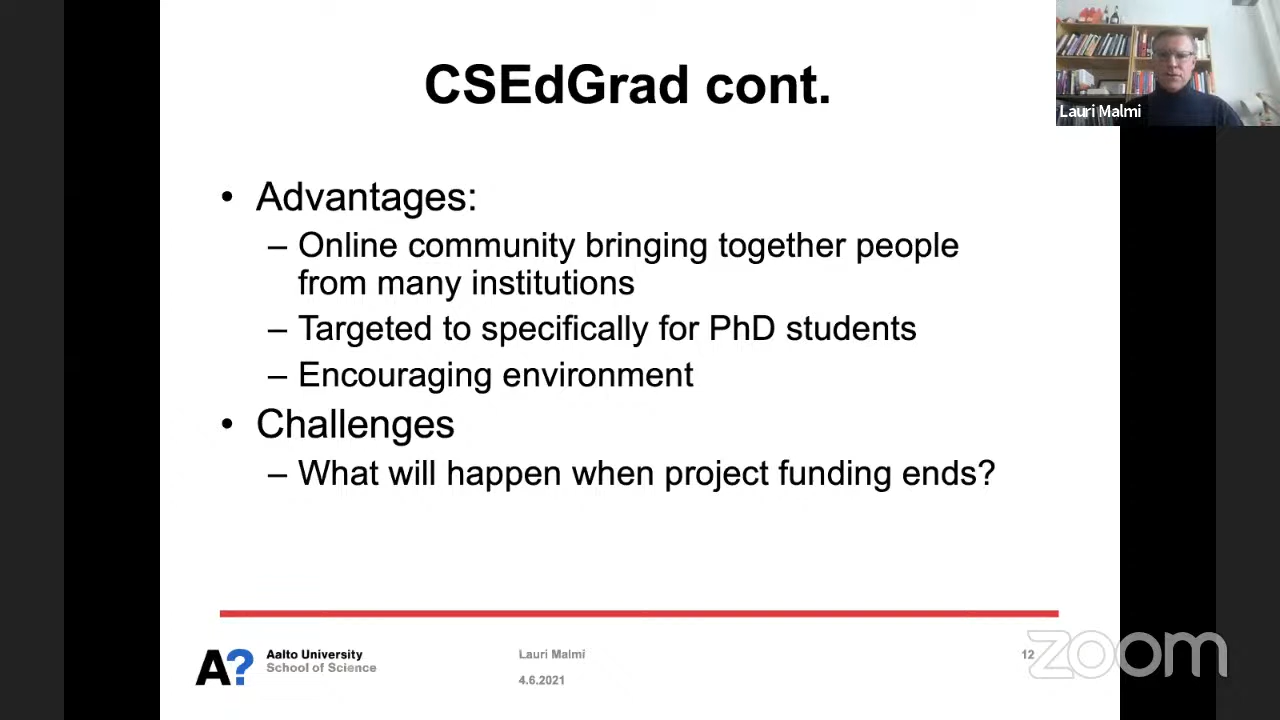 CSEdGrad cont.
Lauri Malmi
• Advantages:
– Online community bringing together people
from many institutions
– Targeted to specifically for PhD students
– Encouraging environment
• Challenges
– What will happen when project funding ends?
A?
Aalto University
School of Science
Lauri Malmi
4.6.2021
12
zoom